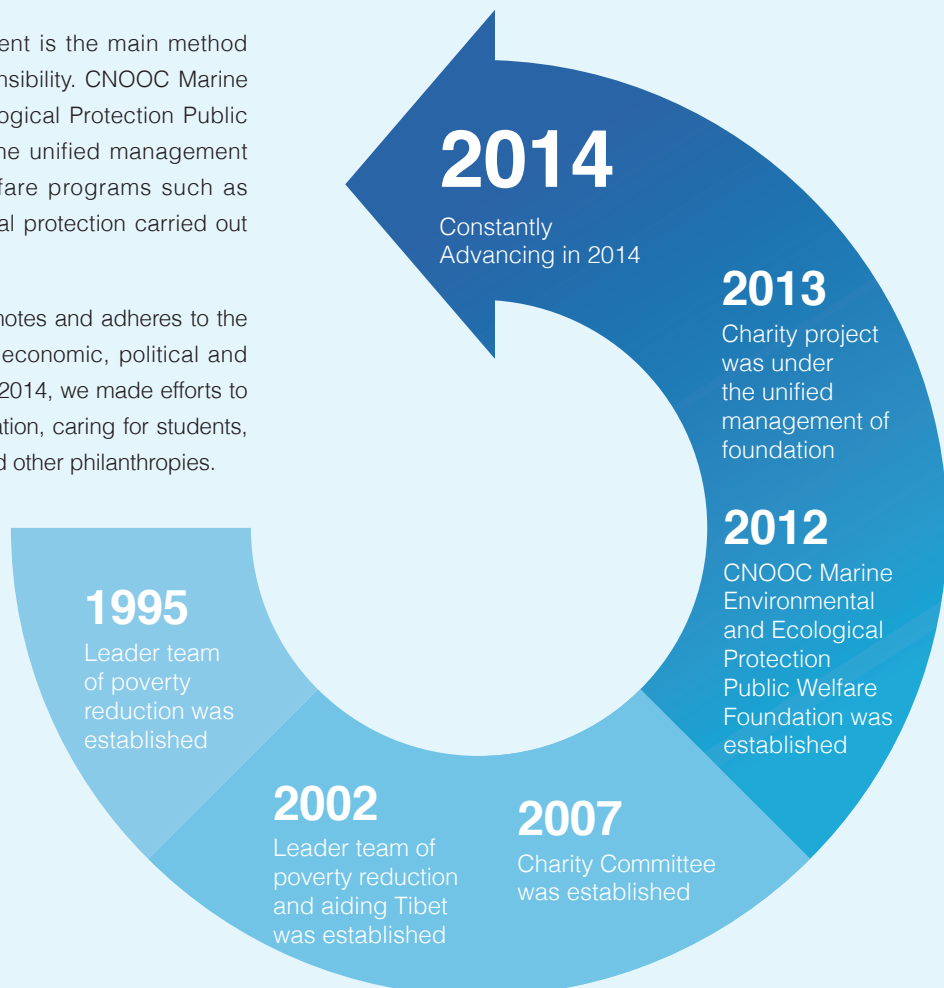 ent is the main method
nsibility. CNOOC Marine
logical Protection Public
he unified management
fare programs such as
al protection carried out
notes and adheres to the
economic, political and
2014, we made efforts to
ation, caring for students,
d other philanthropies.
2014
Constantly
Advancing in 2014
2013
Charity project
was under
the unified
management of
foundation
2012
CNOOC Marine
Environmental
and Ecological
Protection
Public Welfare
Foundation was
established
2007
Charity Committee
was established
2002
Leader team of
poverty reduction
and aiding Tibet
was established
1995
Leader team
of poverty
reduction was
established